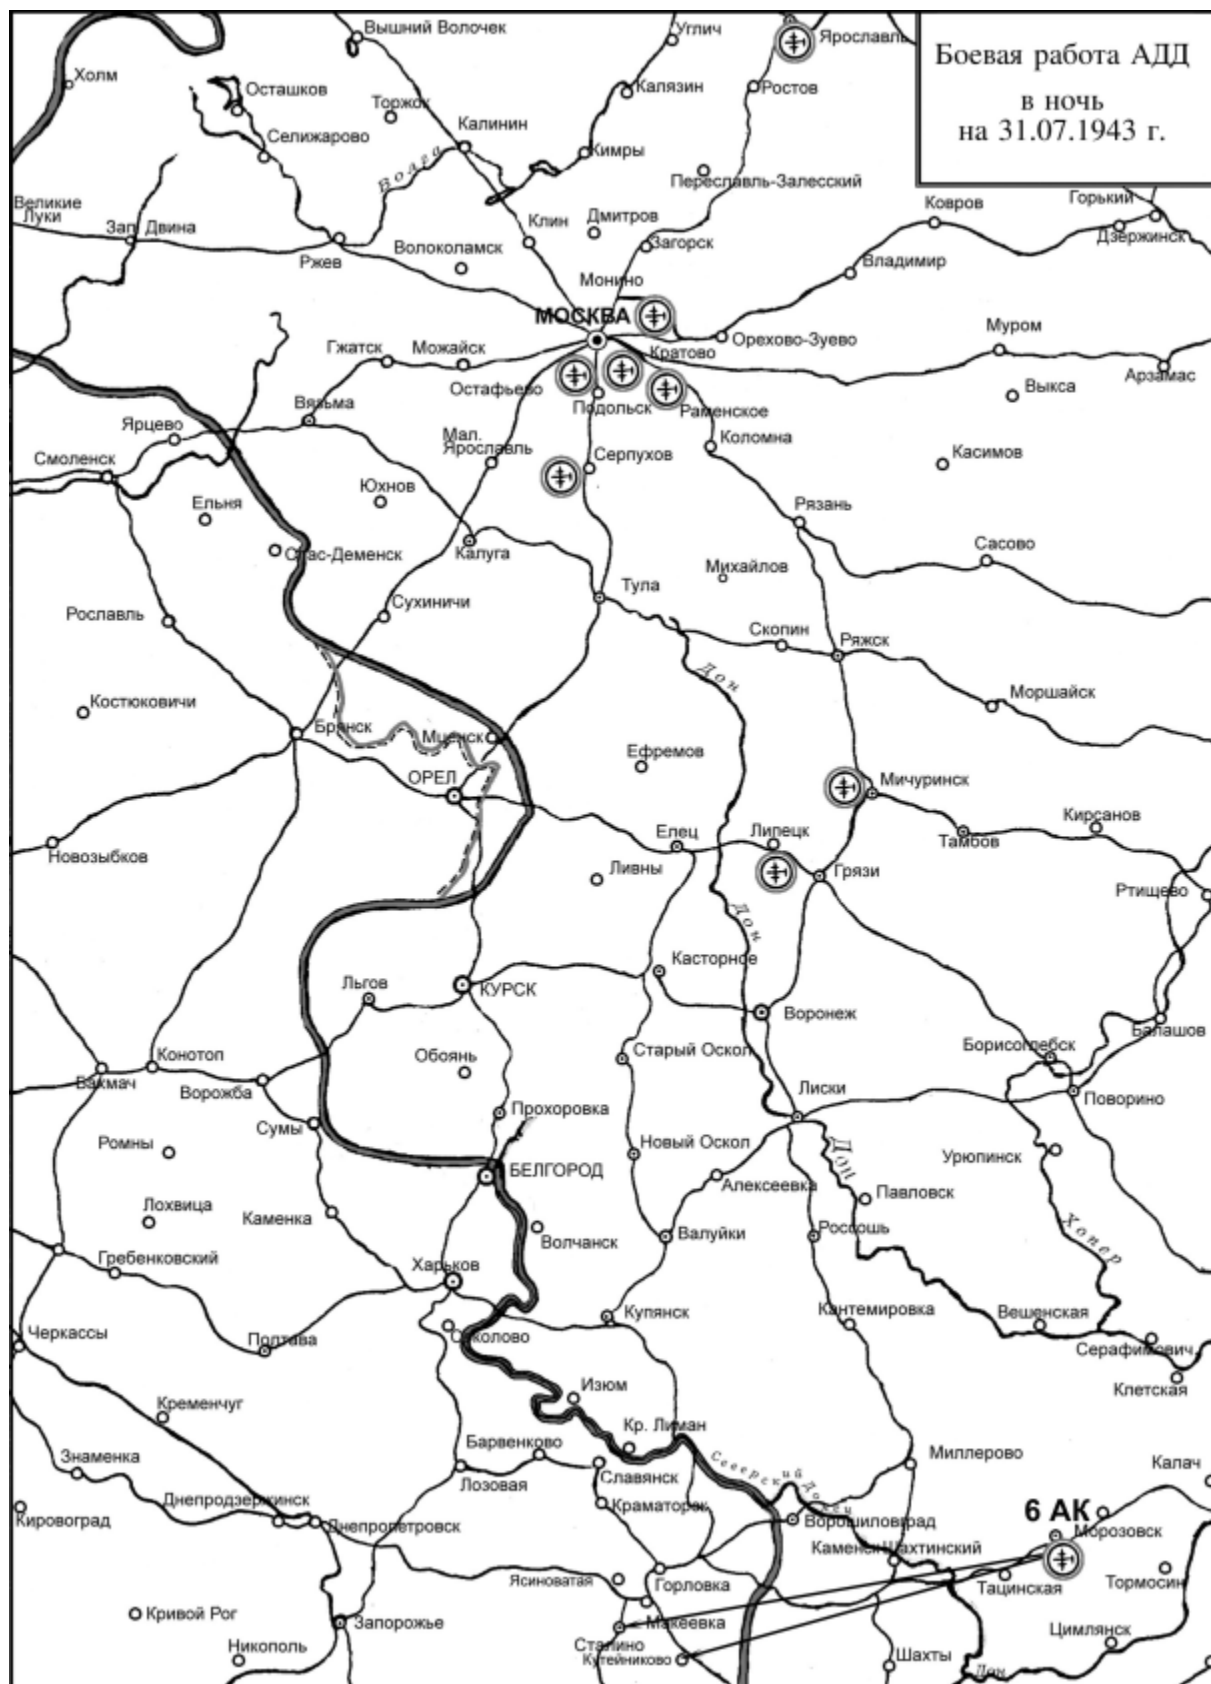 Боевая работа АДД
в ночь
на 31.07.1943 г.
Вышний Волочек
Углич
Ярославль
Холм
Осташков
Торжок
Калязин
Ростов
Селижарово
Калинин
Кимры
Волга
Переславль-Залесский
Великие
Луки
Зап. Двина
Ржев
Волоколамск
Клин
Дмитров
Загорск
Ковров
Горький
Дзержинск
Владимир
Монино
МОСКВА
Орехово-Зуево
Муром
Гжатск
Можайск
Кратово
Остафьево
Подольск
Раменское
Выкса
Арзамас
Вязьма
Ярцево
Мал.
Ярославль
Серпухов
Коломна
Касимов
Смоленск
Ельня
Юхнов
Рязань
Спас-Деменск
Калуга
Михайлов
Сасово
Тула
Рославль
Сухиничи
Скопин
Ряжск
Дон
Костюковичи
Моршайск
Брянск
Мценск
Ефремов
ОРЕЛ
Мичуринск
Елец
Липецк
Кирсанов
Тамбов
Новозыбков
Ливны
Грязи
Ртищево
Дон
Касторное
Льгов
КУРСК
Воронеж
Балашов
Конотоп
Обоянь
Старый Оскол
Борисоглебск
Бахмач
Ворожба
Лиски
Поворино
Сумы
Прохоровка
Ромны
Новый Оскол
Дон
Урюпинск
БЕЛГОРОД
Алексеевка
Павловск
Лохвица
Каменка
Волчанск
Валуйки
Россошь
Хопер
Гребенковский
Харьков
Купянск
Кантемировка
Вешенская
Черкассы
Полтава
Соколово
Серафимович
Клетская
Изюм
Кременчуг
Кр. Лиман
Барвенково
Миллерово
Знаменка
Лозовая
Славянск
Северский Донец
Калач
Днепродзержинск
Краматорск
6 АК
Кировоград
Днепропетровск
Ворошиловград
Морозовск
Каменск-Шахтинский
Ясиноватая
Горловка
Тацинская
Тормосин
Кривой Рог
Запорожье
Макеевка
Сталино
Цимлянск
Никополь
Кутейниково
Шахты
Дон